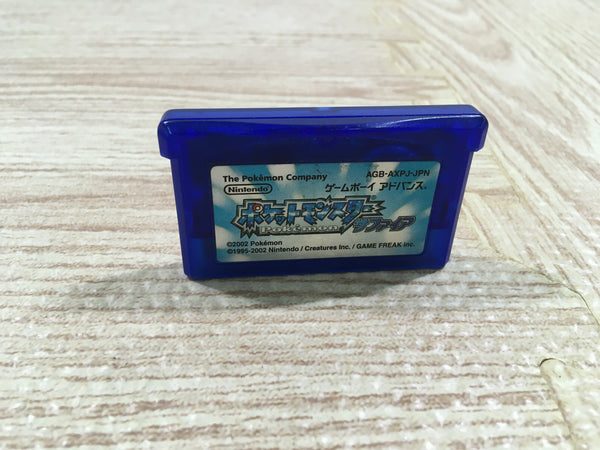 The Pokémon Company
AGB-AXPJ-JPN
Nintendo
ゲームボーイ アドバンス®
ポケットモンスター
Pokémon
サファイア
©2002 Pokémon
©1995-2002 Nintendo / Creatures Inc. / GAME FREAK Inc.